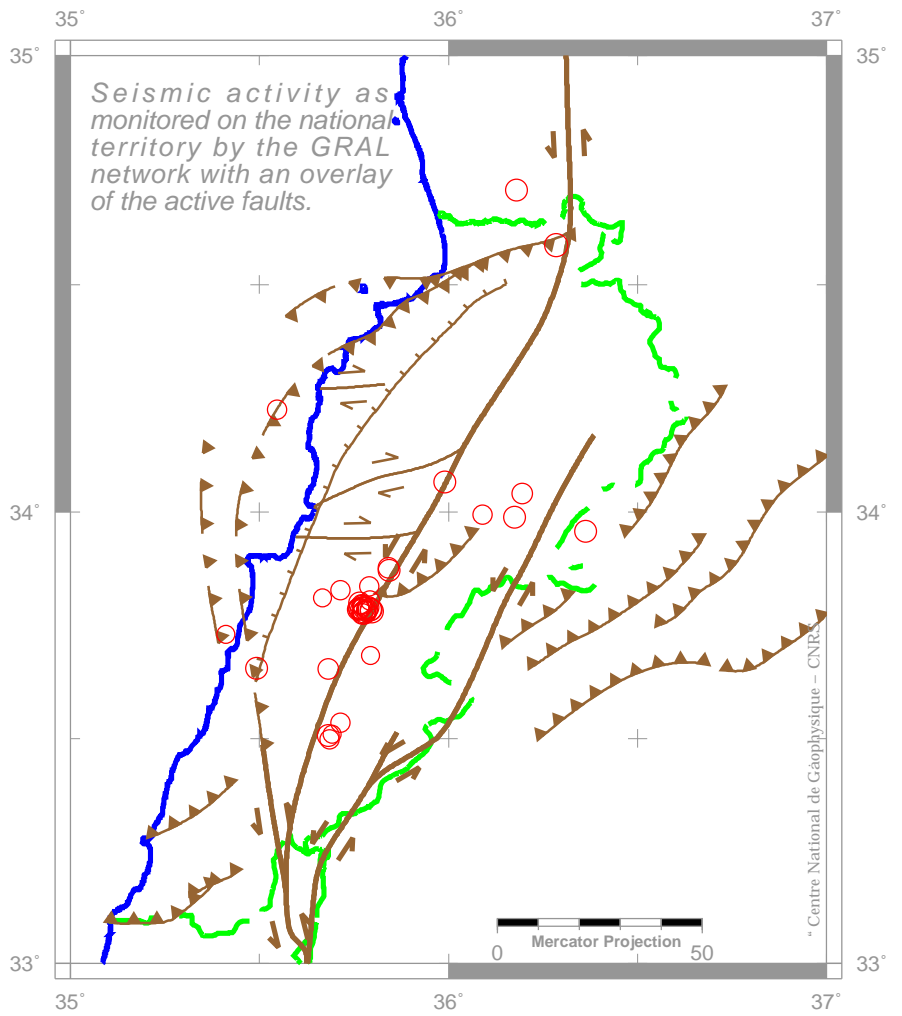 35°
36°
37°
35°
35°
Seismic activity as
monitored on the national
territory by the GRAL
network with an overlay
of the active faults.
34°
34°
“ Centre National de Géophysique – CNRS
Mercator Projection
0
50
33°
33°
35°
36°
37°